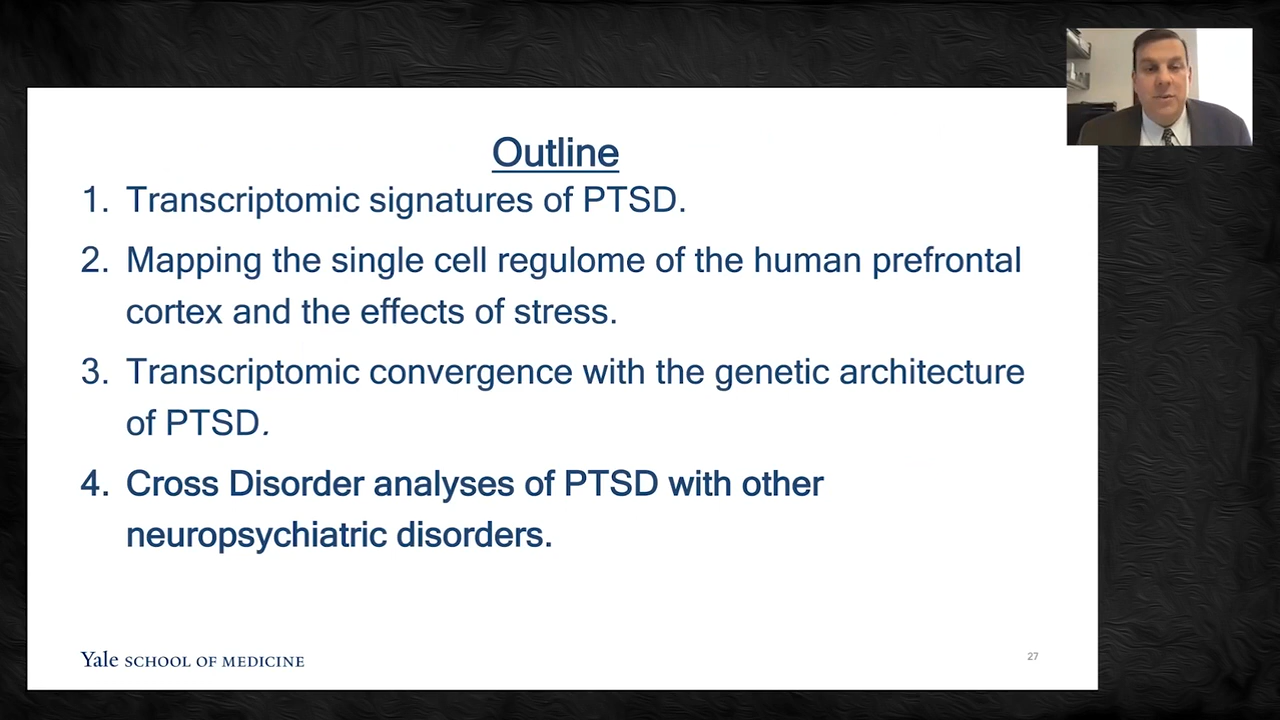 Outline
1. Transcriptomic signatures of PTSD.
2. Mapping the single cell regulome of the human prefrontal
cortex and the effects of stress.
3. Transcriptomic convergence with the genetic architecture
of PTSD.
4. Cross Disorder analyses of PTSD with other
neuropsychiatric disorders.
Yale SCHOOL OF MEDICINE
27